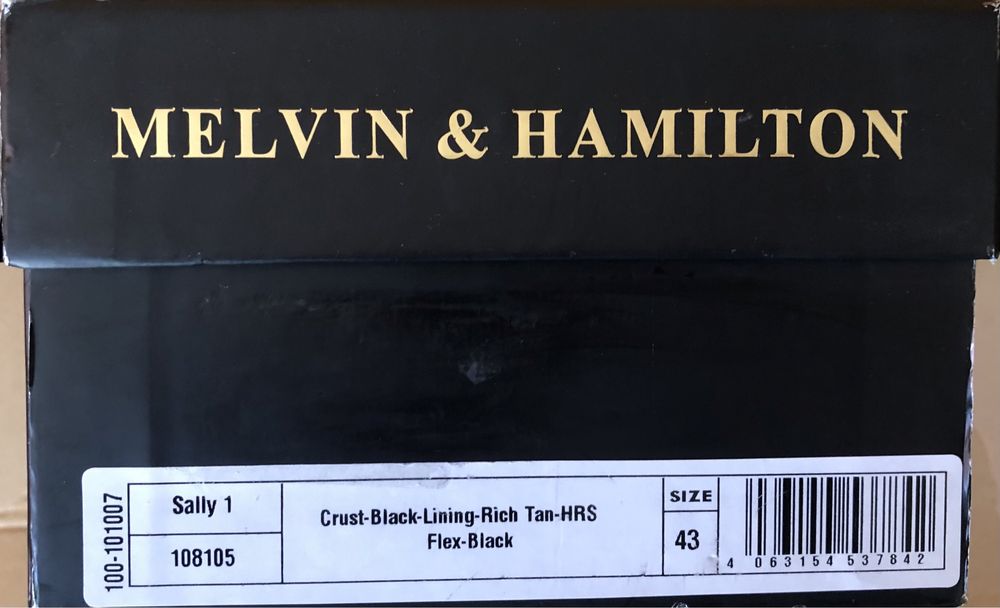 MELVIN & HAMILTON
100-101007
Sally 1
108105
Crust-Black-Lining-Rich Tan-HRS
Flex-Black
SIZE
43
4 063154 537842